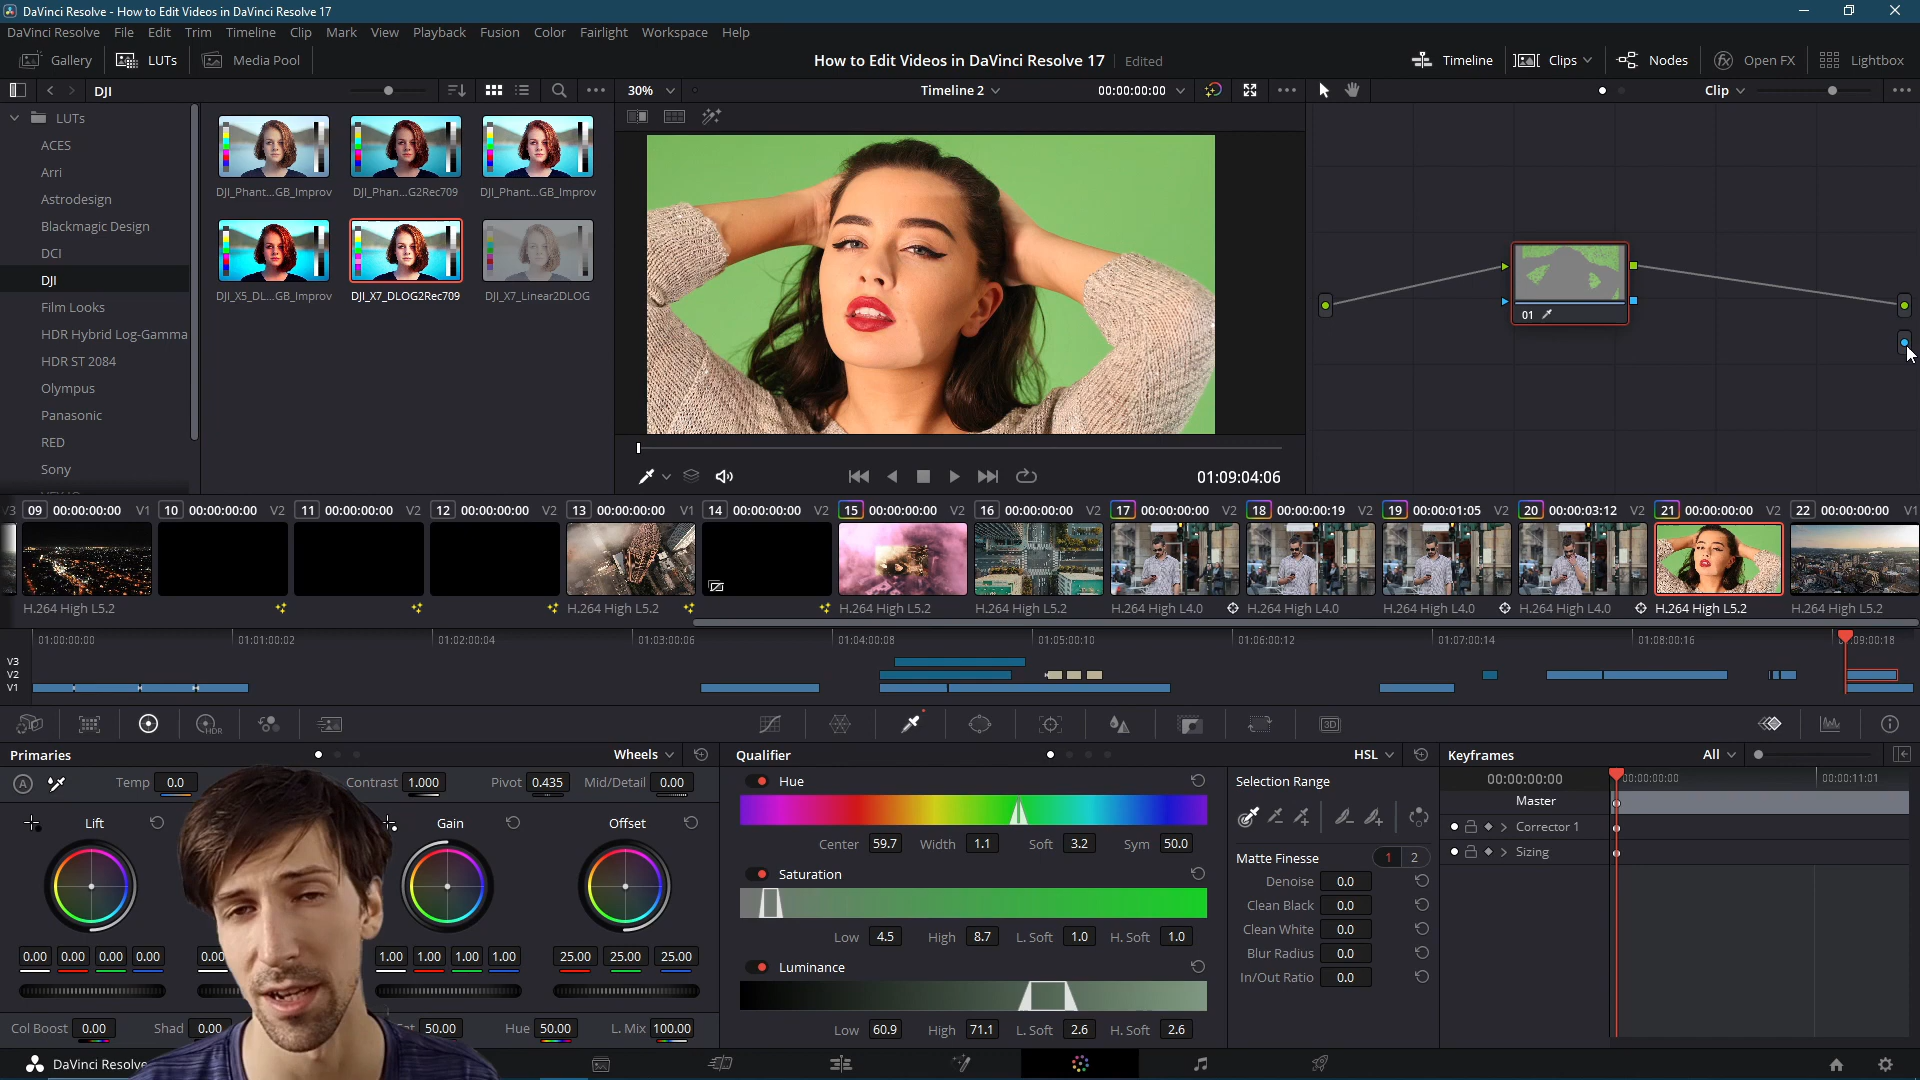 DaVinci Resolve - How to Edit Videos in DaVinci Resolve 17
DaVinci Resolve File Edit Trim Timeline Clip Mark View Playback Fusion Color Fairlight Workspace Help
Gallery LUTs Media Pool How to Edit Videos in DaVinci Resolve 17 Edited Timeline Clips Nodes Open FX Lightbox
DJI 30% Timeline 2 00:00:00:00 Clip
LUTs
ACES
Arri
Astrodesign
Blackmagic Design
DCI
DJI
Film Looks
HDR Hybrid Log-Gamma
HDR ST 2084
Olympus
Panasonic
RED
Sony
DJI_Phant...GB_Improv DJI_Phan...G2Rec709 DJI_Phant...GB_Improv
DJI_X5_DL...GB_Improv DJI_X7_DLOG2Rec709 DJI_X7_Linear2DLOG
01
01:09:04:06
V3 09 00:00:00:00 V1 10 00:00:00:00 V2 11 00:00:00:00 V2 12 00:00:00:00 V2 13 00:00:00:00 V1 14 00:00:00:00 V2 15 00:00:00:00 V2 16 00:00:00:00 V2 17 00:00:00:00 V2 18 00:00:00:19 V2 19 00:00:01:05 V2 20 00:00:03:12 V2 21 00:00:00:00 V2 22 00:00:00:00 V1
H.264 High L5.2 H.264 High L5.2 H.264 High L5.2 H.264 High L5.2 H.264 High L4.0 H.264 High L4.0 H.264 High L4.0 H.264 High L4.0 H.264 High L5.2 H.264 High L5.2
01:00:00:00 01:01:00:02 01:02:00:04 01:03:00:06 01:04:00:08 01:05:00:10 01:06:00:12 01:07:00:14 01:08:00:16 09:00:18
V3
V2
V1
HDR 3D
Primaries Wheels
A Temp 0.0 Contrast 1.000 Pivot 0.435 Mid/Detail 0.00
Lift Gain Offset
0.00 0.00 0.00 0.00 0.00 1.00 1.00 1.00 1.00 25.00 25.00 25.00
Col Boost 0.00 Shad 0.00 50.00 Hue 50.00 L. Mix 100.00
Qualifier HSL
Hue
Center 59.7 Width 1.1 Soft 3.2 Sym 50.0
Saturation
Low 4.5 High 8.7 L. Soft 1.0 H. Soft 1.0
Luminance
Low 60.9 High 71.1 L. Soft 2.6 H. Soft 2.6
Selection Range
Matte Finesse 1 2
Denoise 0.0
Clean Black 0.0
Clean White 0.0
Blur Radius 0.0
In/Out Ratio 0.0
Keyframes All
00:00:00:00 00:00:00:00 00:00:11:01
Master
Corrector 1
Sizing
DaVinci Resolve